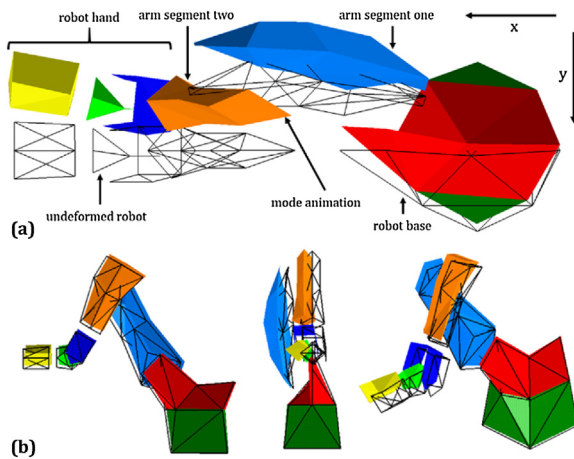 robot hand
arm segment two
arm segment one
x
y
undeformed robot
mode animation
robot base
(a)
(b)